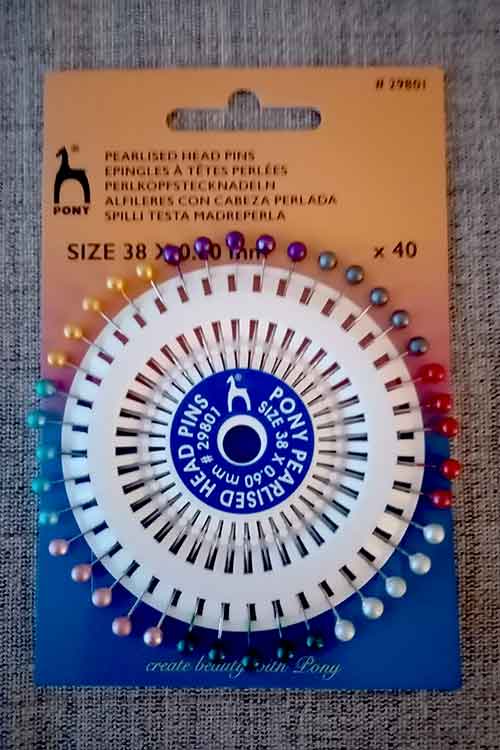 # 29801
PEARLISED HEAD PINS
EPINGLES À TÊTES PERLÉES
PERLKOPFSTECKNADELN
ALFILERES CON CABEZA PERLADA
SPILLI TESTA MADREPERLA
®
PONY
SIZE 38 X 0.60 mm
x 40
PONY PEARLISED HEAD PINS
SIZE 38 X 0.60 mm # 29801
create beauty with Pony